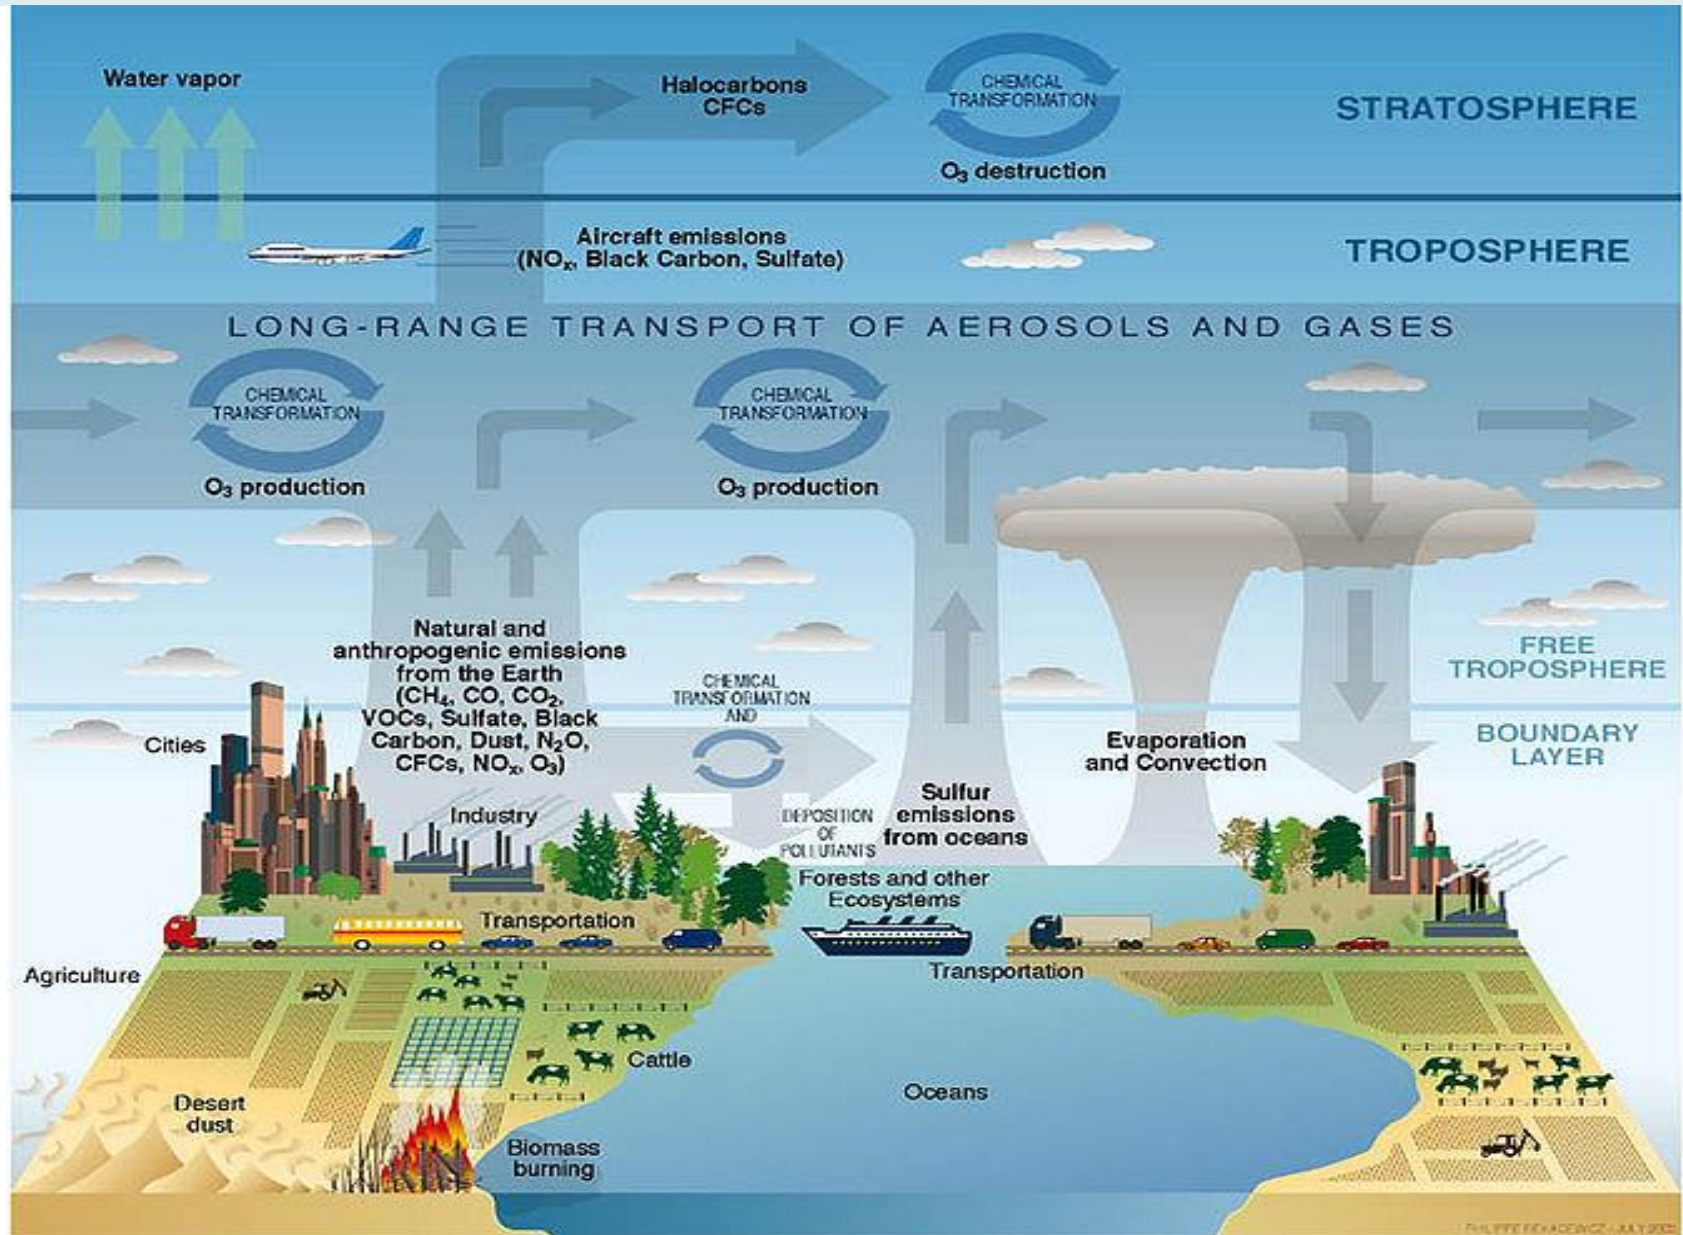 Water vapor
Halocarbons
CFCs
CHEMICAL
TRANSFORMATION
O₃ destruction
STRATOSPHERE
Aircraft emissions
(NOₓ, Black Carbon, Sulfate)
TROPOSPHERE
LONG-RANGE TRANSPORT OF AEROSOLS AND GASES
CHEMICAL
TRANSFORMATION
O₃ production
CHEMICAL
TRANSFORMATION
O₃ production
Natural and
anthropogenic emissions
from the Earth
(CH₄, CO, CO₂,
VOCs, Sulfate, Black
Carbon, Dust, N₂O,
CFCs, NOₓ, O₃)
CHEMICAL
TRANSFORMATION
AND
DEPOSITION
OF
POLLUTANTS
FREE
TROPOSPHERE
BOUNDARY
LAYER
Cities
Industry
Evaporation
and Convection
Sulfur
emissions
from oceans
Forests and other
Ecosystems
Transportation
Transportation
Agriculture
Cattle
Oceans
Desert
dust
Biomass
burning
PHILIPPE REKACEWICZ - JULY 2003